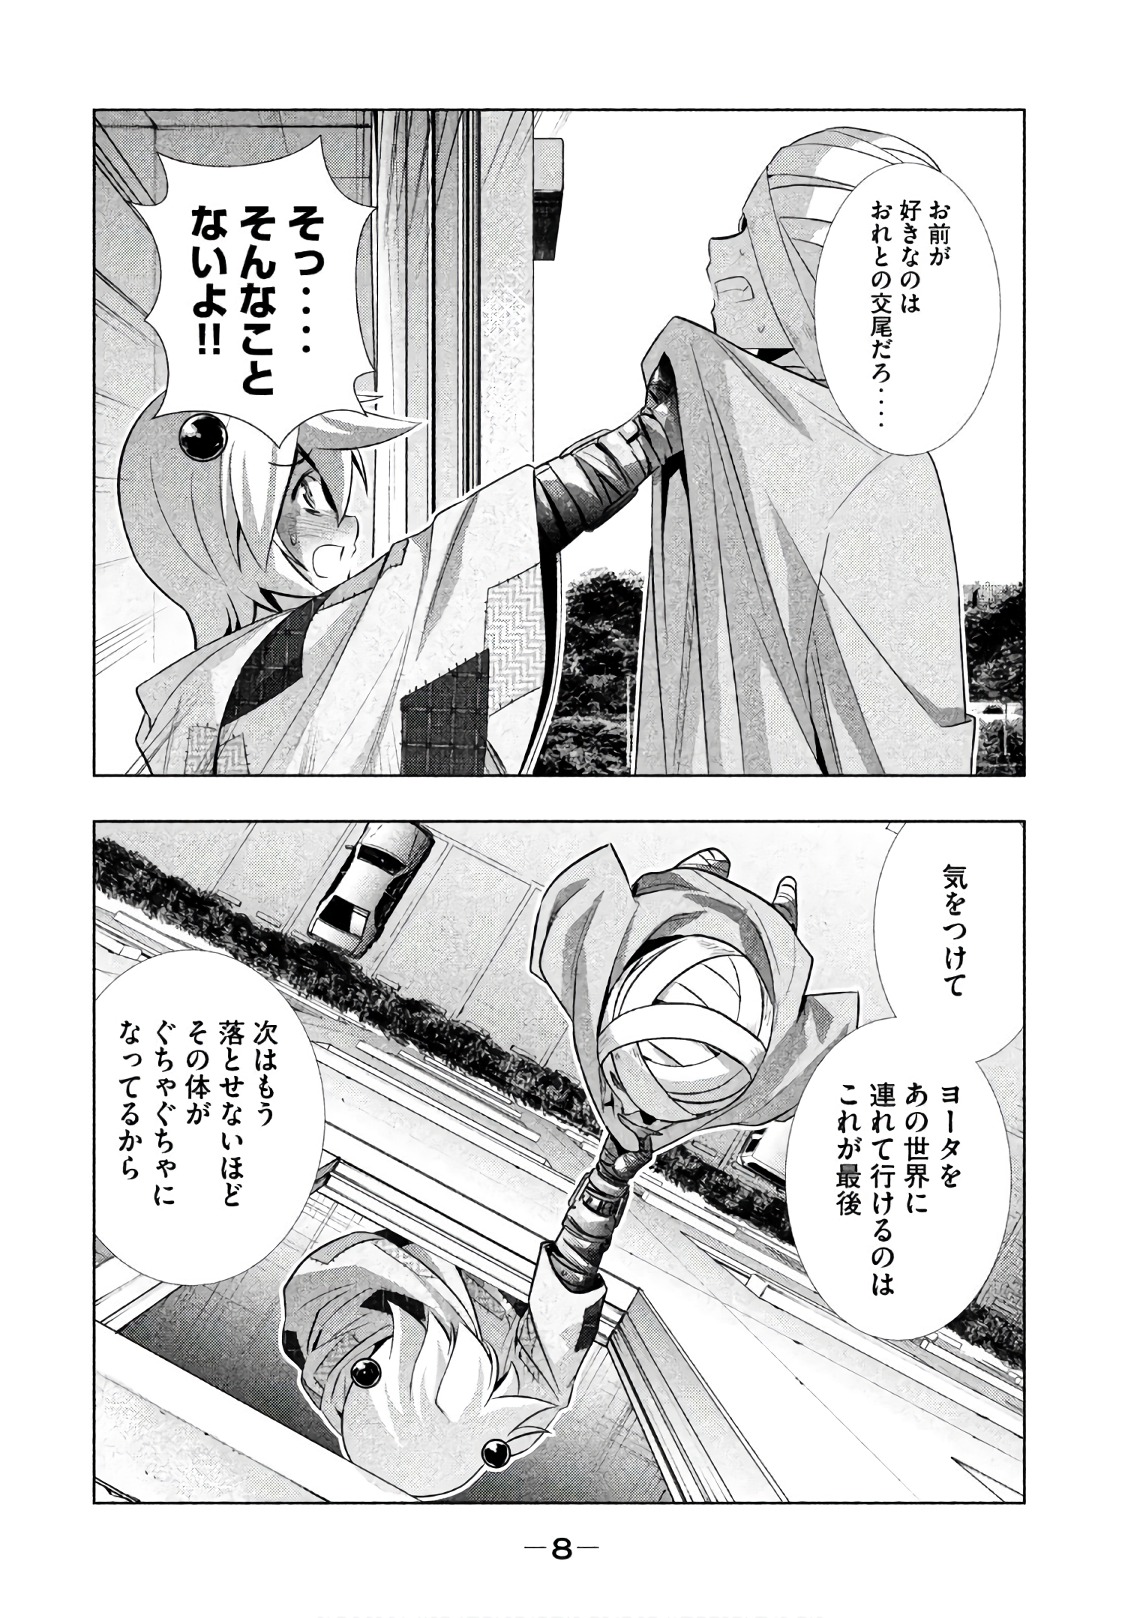 お前が
好きなのは
おれとの交尾だろ‥‥
そっ‥‥
そんなこと
ないよ!!
気をつけて
ヨータを
あの世界に
連れて行けるのは
これが最後
次はもう
落とせないほど
その体が
ぐちゃぐちゃに
なってるから
—8—